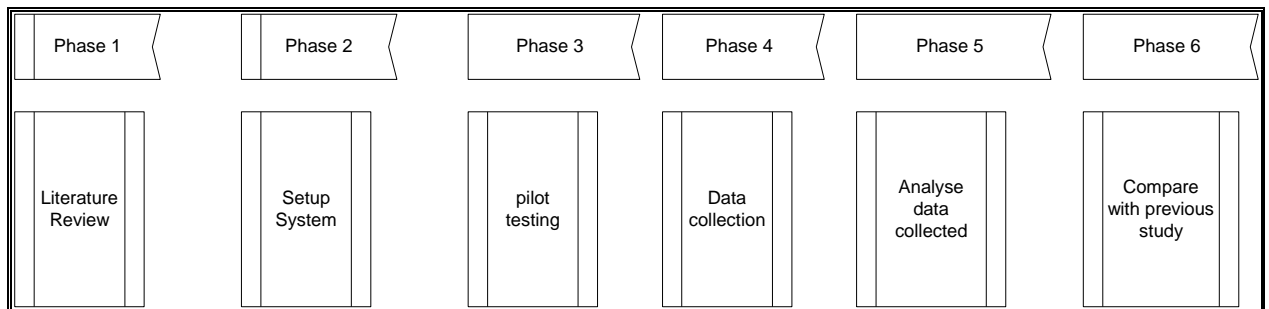 Phase 1
Phase 2
Phase 3
Phase 4
Phase 5
Phase 6
Literature
Review
Setup
System
pilot
testing
Data
collection
Analyse
data
collected
Compare
with previous
study